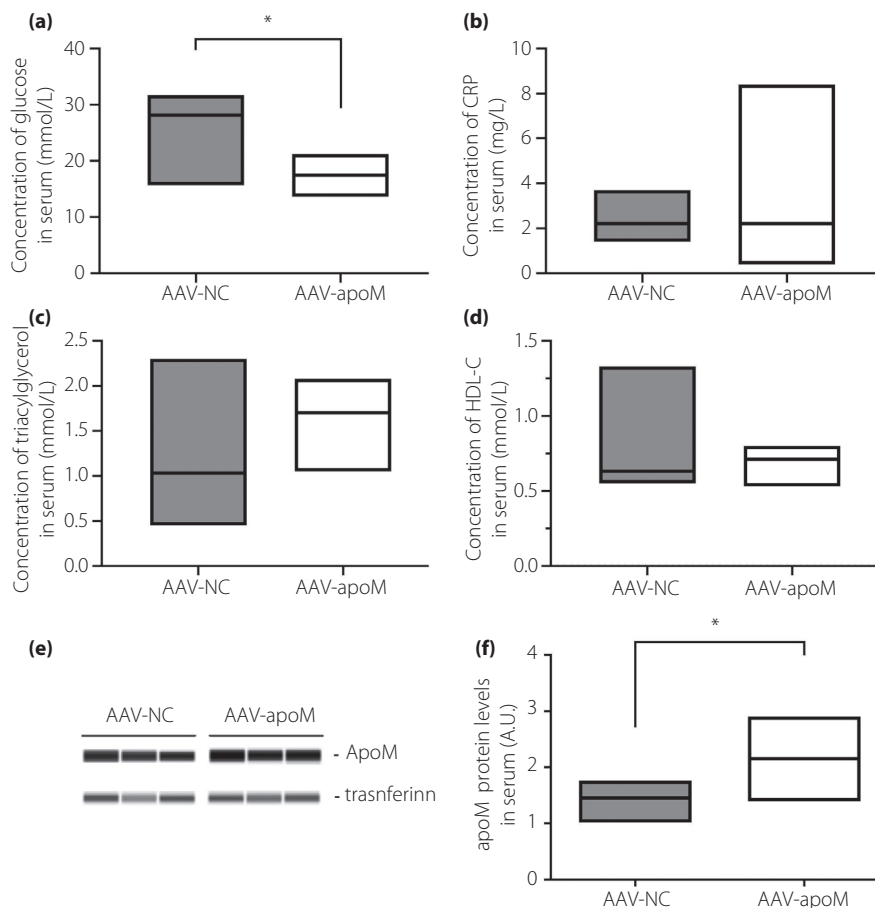 (a)
*
Concentration of glucose
in serum (mmol/L)
40
30
20
10
0
AAV-NC
AAV-apoM
(b)
Concentration of CRP
in serum (mg/L)
10
8
6
4
2
0
AAV-NC
AAV-apoM
(c)
Concentration of triacylglycerol
in serum (mmol/L)
2.5
2.0
1.5
1.0
0.5
0.0
AAV-NC
AAV-apoM
(d)
Concentration of HDL-C
in serum (mmol/L)
1.5
1.0
0.5
0.0
AAV-NC
AAV-apoM
(e)
AAV-NC
AAV-apoM
- ApoM
- trasnferinn
(f)
*
apoM protein levels
in serum (A.U.)
4
3
2
1
0
AAV-NC
AAV-apoM